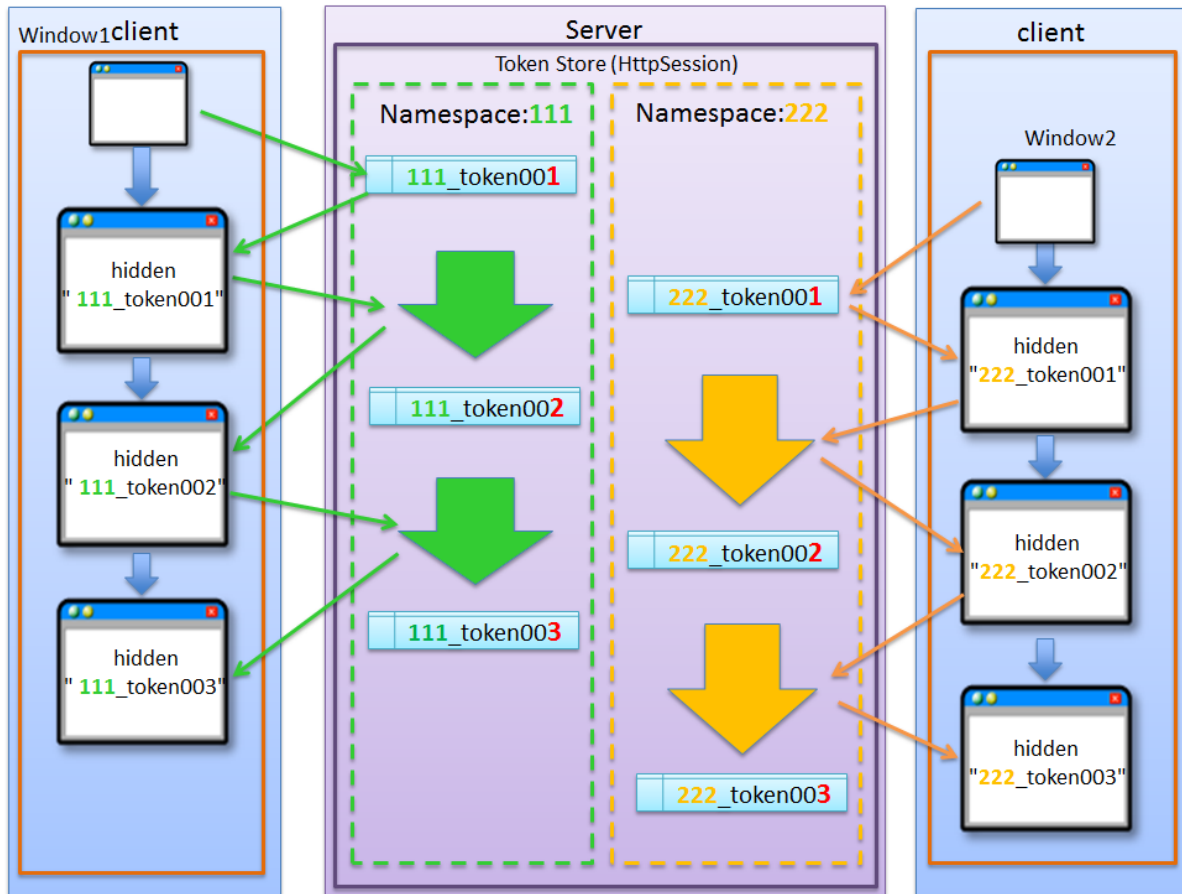 Window1 client
hidden
" 111_token001"
hidden
" 111_token002"
hidden
" 111_token003"
Server
Token Store (HttpSession)
Namespace:111
111_token001
111_token002
111_token003
Namespace:222
222_token001
222_token002
222_token003
client
Window2
hidden
"222_token001"
hidden
"222_token002"
hidden
"222_token003"